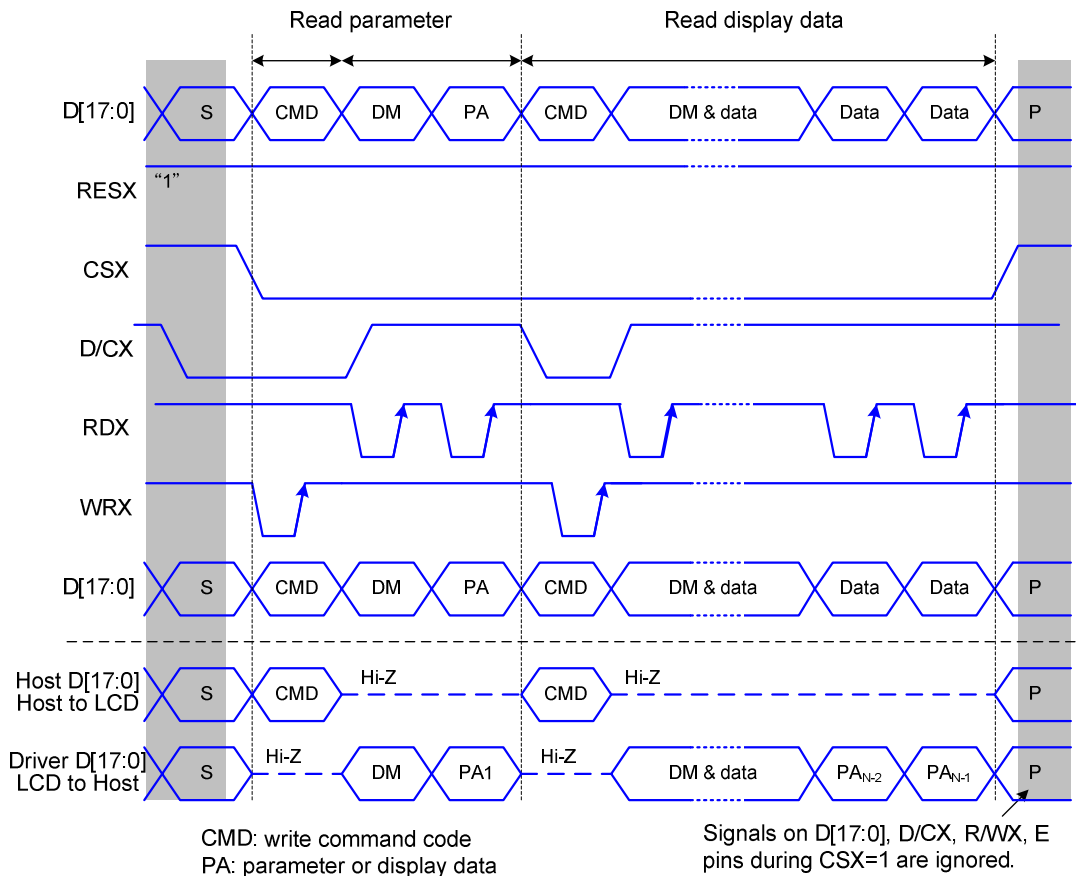 Read parameter
Read display data
D[17:0]
S
CMD
DM
PA
CMD
DM & data
Data
Data
P
RESX
“1”
CSX
D/CX
RDX
WRX
D[17:0]
S
CMD
DM
PA
CMD
DM & data
Data
Data
P
Host D[17:0]
Host to LCD
S
CMD
Hi-Z
CMD
Hi-Z
P
Driver D[17:0]
LCD to Host
S
Hi-Z
DM
PA1
Hi-Z
DM & data
PAN-2
PAN-1
P
CMD: write command code
PA: parameter or display data
Signals on D[17:0], D/CX, R/WX, E
pins during CSX=1 are ignored.